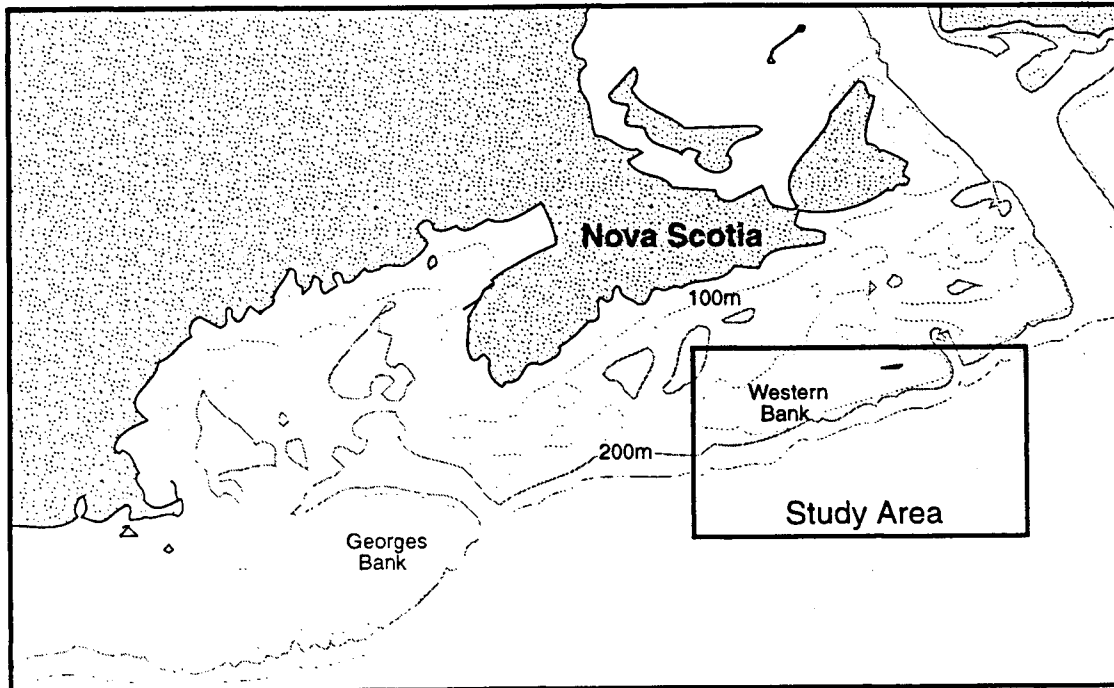 Nova Scotia
100m
Western
Bank
200m
Study Area
Georges
Bank